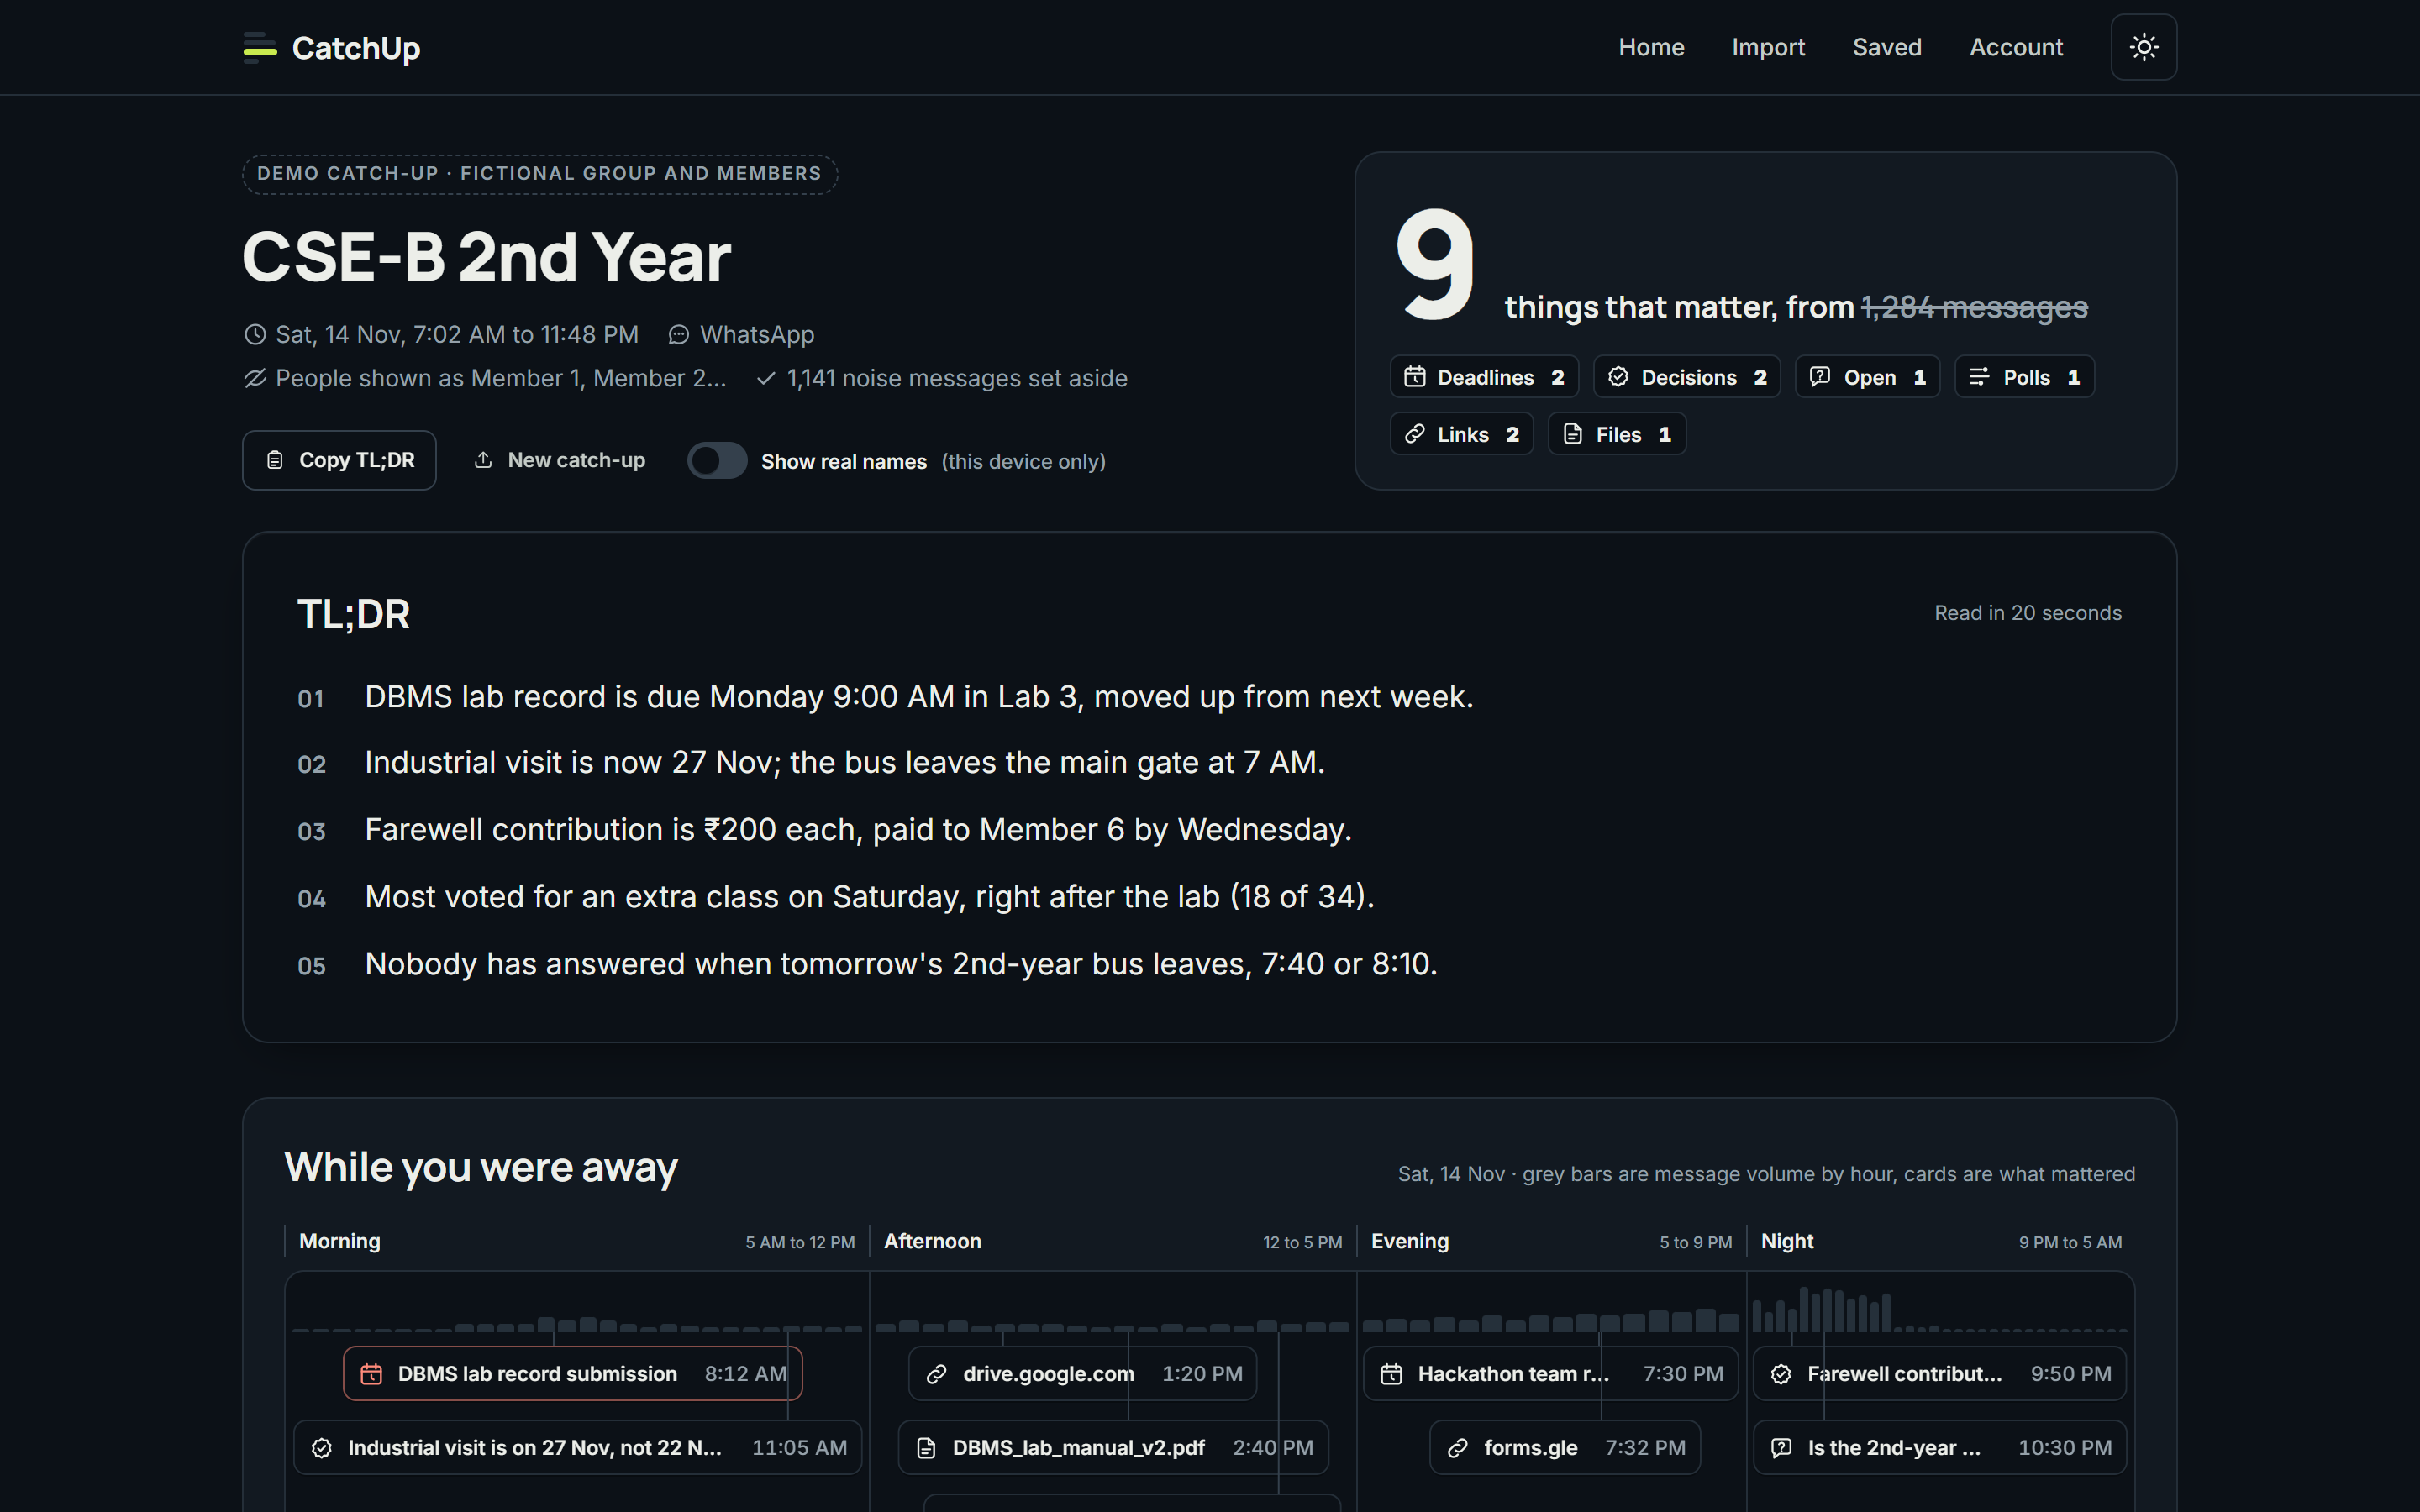 CatchUp
Home Import Saved Account
DEMO CATCH-UP · FICTIONAL GROUP AND MEMBERS
CSE-B 2nd Year
Sat, 14 Nov, 7:02 AM to 11:48 PM WhatsApp
People shown as Member 1, Member 2... 1,141 noise messages set aside
Copy TL;DR New catch-up Show real names (this device only)
9 things that matter, from 1,284 messages
Deadlines 2 Decisions 2 Open 1 Polls 1
Links 2 Files 1
TL;DR
Read in 20 seconds
01 DBMS lab record is due Monday 9:00 AM in Lab 3, moved up from next week.
02 Industrial visit is now 27 Nov; the bus leaves the main gate at 7 AM.
03 Farewell contribution is ₹200 each, paid to Member 6 by Wednesday.
04 Most voted for an extra class on Saturday, right after the lab (18 of 34).
05 Nobody has answered when tomorrow's 2nd-year bus leaves, 7:40 or 8:10.
While you were away
Sat, 14 Nov · grey bars are message volume by hour, cards are what mattered
Morning 5 AM to 12 PM Afternoon 12 to 5 PM Evening 5 to 9 PM Night 9 PM to 5 AM
DBMS lab record submission 8:12 AM drive.google.com 1:20 PM Hackathon team r... 7:30 PM Farewell contribut... 9:50 PM
Industrial visit is on 27 Nov, not 22 N... 11:05 AM DBMS_lab_manual_v2.pdf 2:40 PM forms.gle 7:32 PM Is the 2nd-year ... 10:30 PM